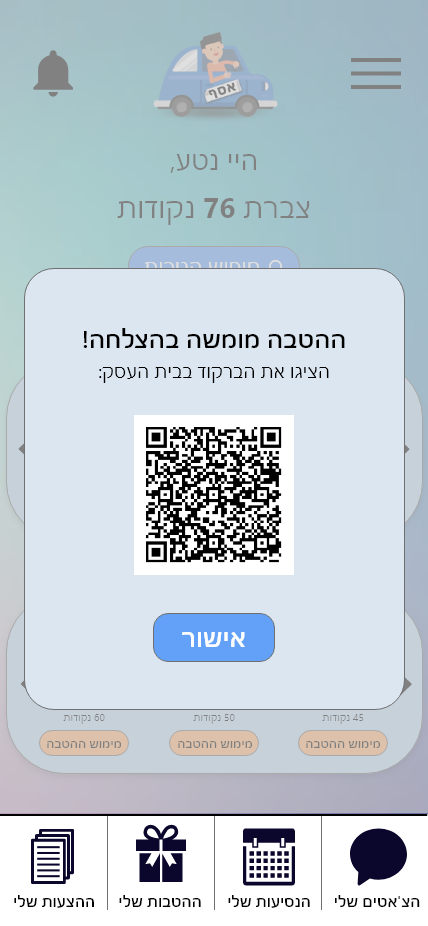 אסף
היי נטע,
צברת 76 נקודות
ההטבה מומשה בהצלחה!
הציגו את הברקוד בבית העסק:
אישור
45 נקודות
50 נקודות
60 נקודות
מימוש ההטבה
מימוש ההטבה
מימוש ההטבה
הצ'אטים שלי
הנסיעות שלי
ההטבות שלי
ההצעות שלי